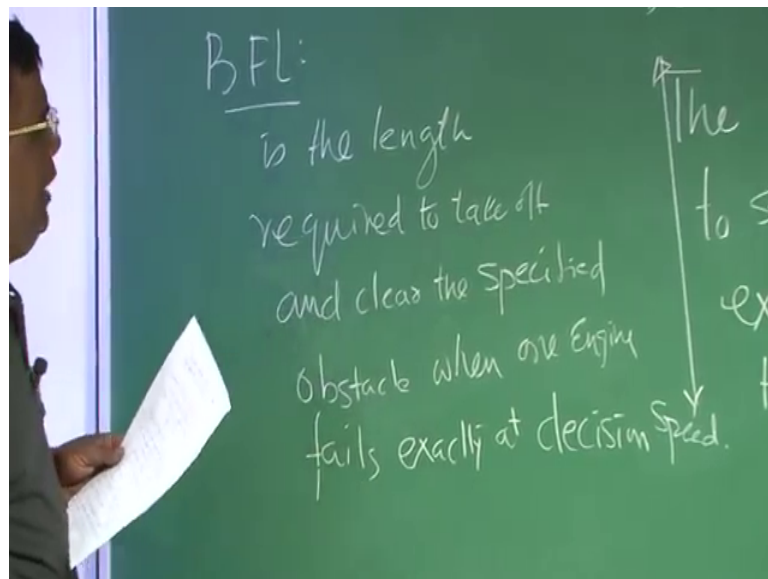 BFL:
is the length
required to take off
and clear the specified
obstacle when one Engine
fails exactly at decision speed.
The
to s
ex
t